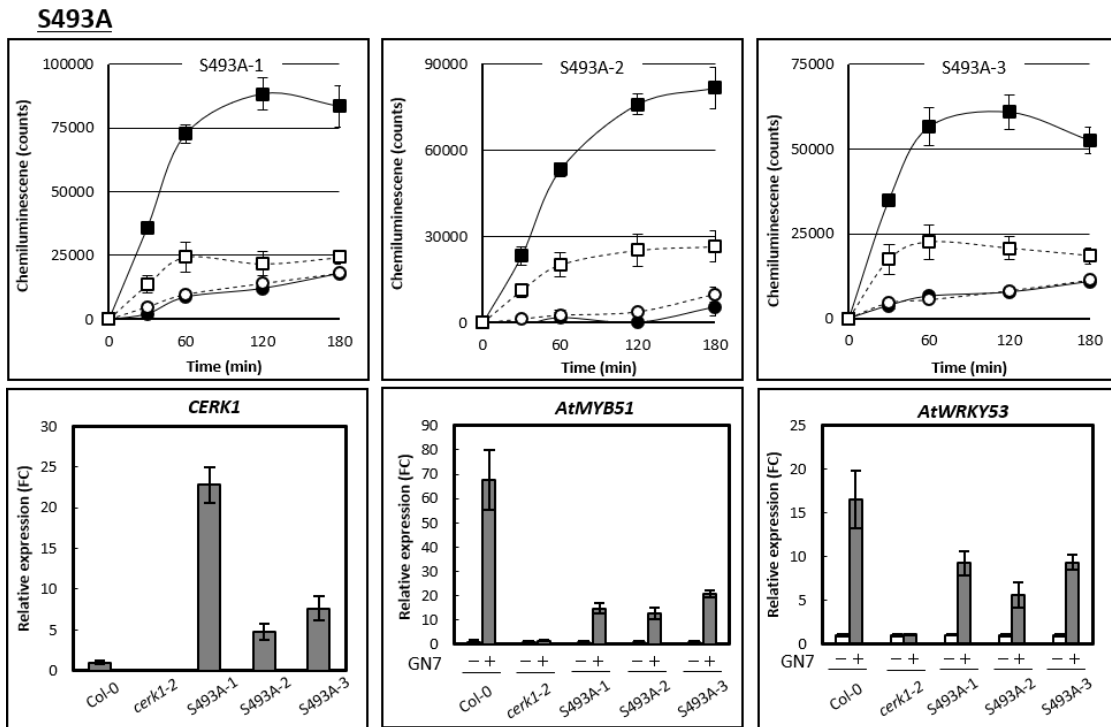 S493A
S493A-1
Chemiluminescene (counts)
100000
75000
50000
25000
0
0 60 120 180
Time (min)
S493A-2
Chemiluminescene (counts)
90000
60000
30000
0
0 60 120 180
Time (min)
S493A-3
Chemiluminescene (counts)
75000
50000
25000
0
0 60 120 180
Time (min)
CERK1
Relative expression (FC)
30
25
20
15
10
5
0
Col-0 cerk1-2 S493A-1 S493A-2 S493A-3
AtMYB51
Relative expression (FC)
90
80
70
60
50
40
30
20
10
0
GN7 − + − + − + − + − +
Col-0 cerk1-2 S493A-1 S493A-2 S493A-3
AtWRKY53
Relative expression (FC)
25
20
15
10
5
0
GN7 − + − + − + − + − +
Col-0 cerk1-2 S493A-1 S493A-2 S493A-3